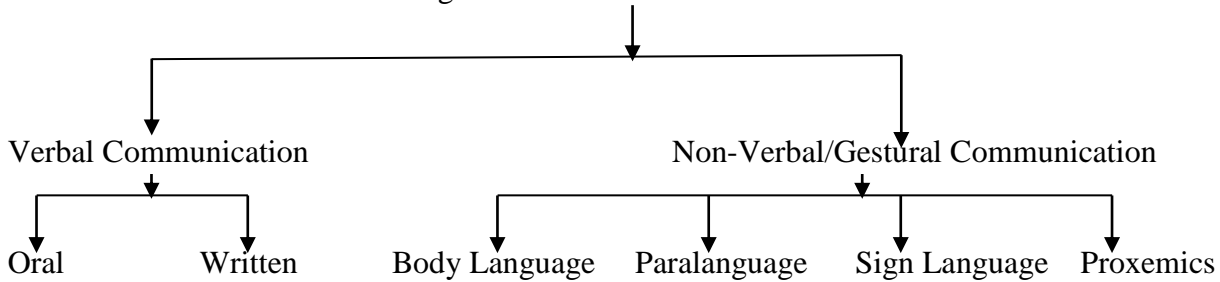 Verbal Communication Non-Verbal/Gestural Communication
Oral Written Body Language Paralanguage Sign Language Proxemics